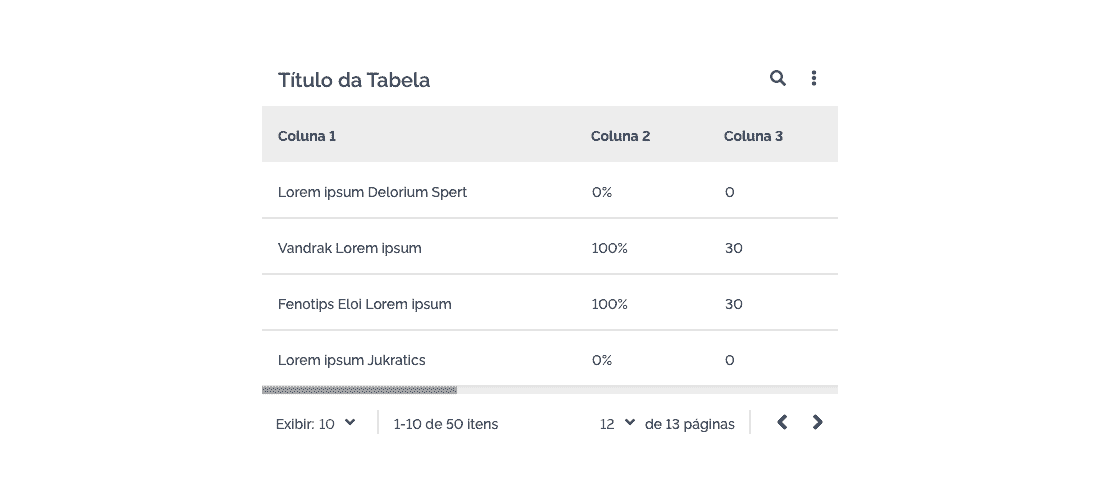 Título da Tabela
Coluna 1 Coluna 2 Coluna 3
Lorem ipsum Delorium Spert 0% 0
Vandrak Lorem ipsum 100% 30
Fenotips Eloi Lorem ipsum 100% 30
Lorem ipsum Jukratics 0% 0
Exibir: 10 1-10 de 50 itens 12 de 13 páginas